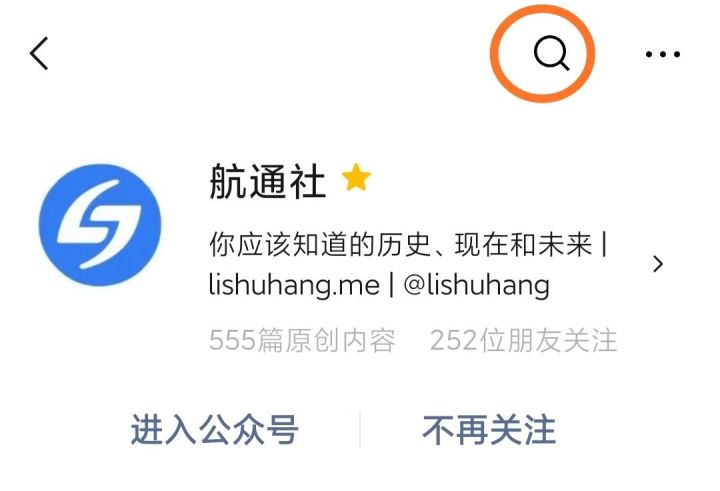 航通社
你应该知道的历史、现在和未来 |
lishuhang.me | @lishuhang
555篇原创内容 252位朋友关注
进入公众号 不再关注